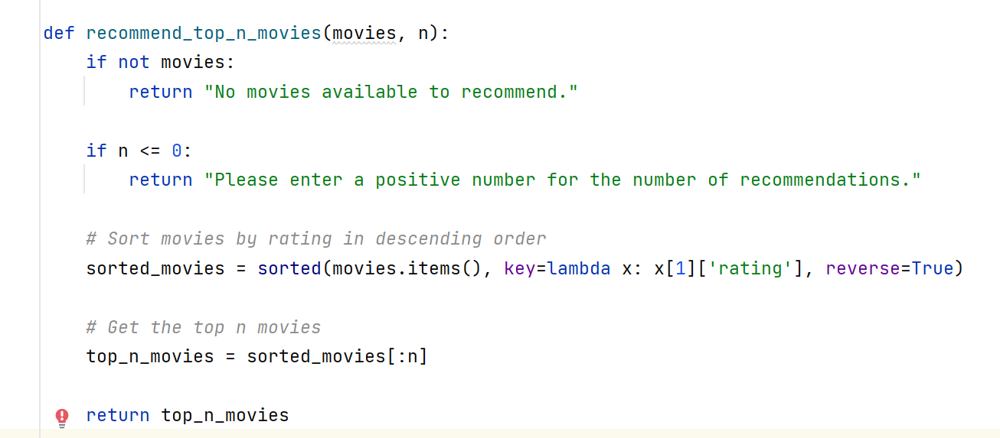 def recommend_top_n_movies(movies, n):
    if not movies:
        return "No movies available to recommend."

    if n <= 0:
        return "Please enter a positive number for the number of recommendations."

    # Sort movies by rating in descending order
    sorted_movies = sorted(movies.items(), key=lambda x: x[1]['rating'], reverse=True)

    # Get the top n movies
    top_n_movies = sorted_movies[:n]

    return top_n_movies